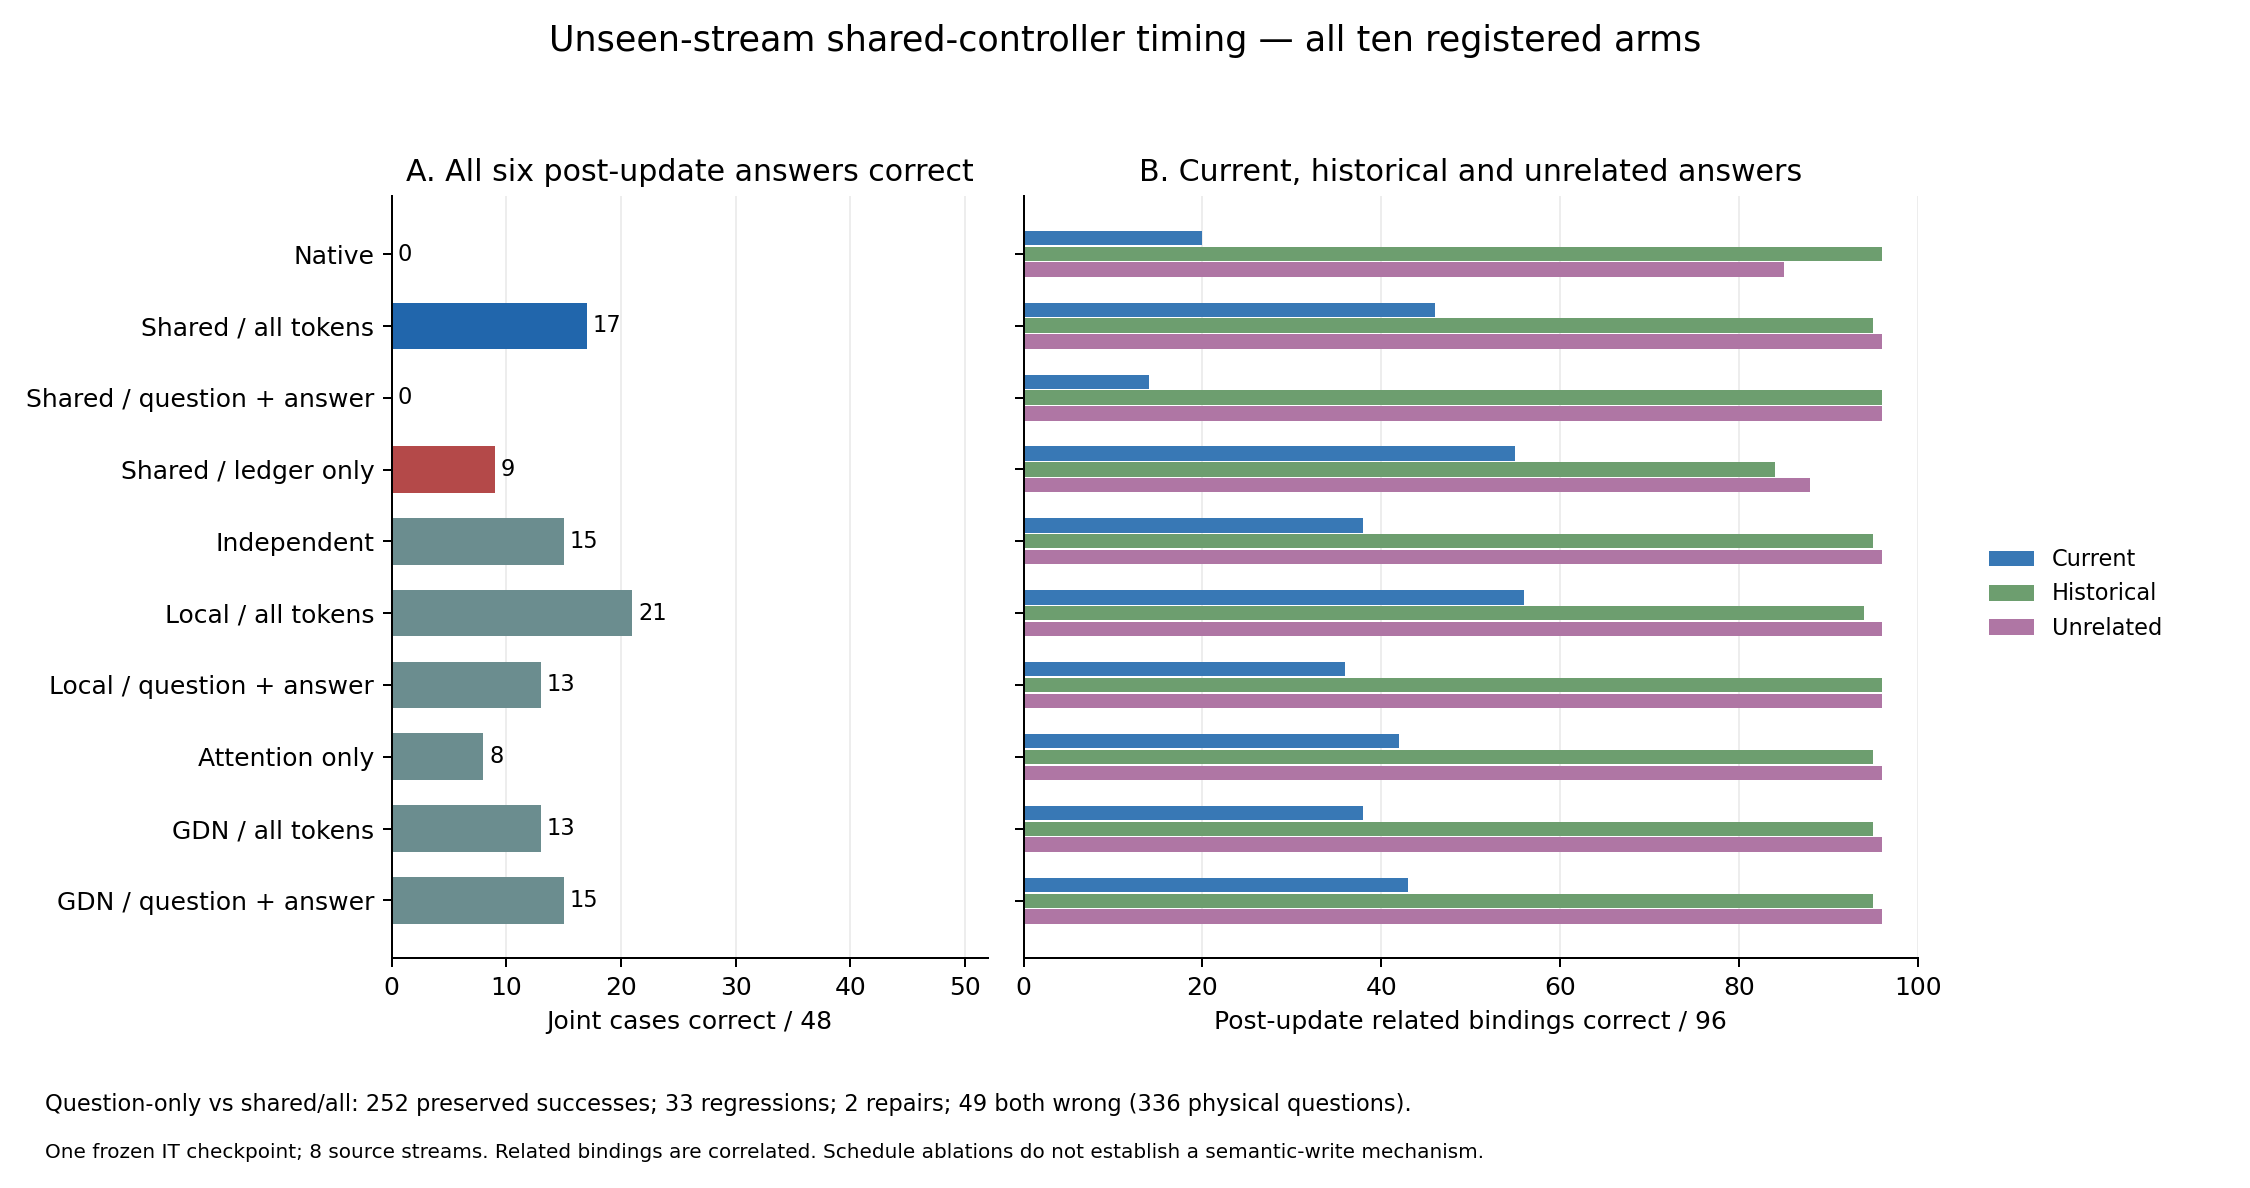 Unseen-stream shared-controller timing — all ten registered arms
A. All six post-update answers correct
B. Current, historical and unrelated answers
Native
0
Shared / all tokens
17
Shared / question + answer
0
Shared / ledger only
9
Independent
15
Local / all tokens
21
Local / question + answer
13
Attention only
8
GDN / all tokens
13
GDN / question + answer
15
Current
Historical
Unrelated
0 10 20 30 40 50
0 20 40 60 80 100
Joint cases correct / 48
Post-update related bindings correct / 96
Question-only vs shared/all: 252 preserved successes; 33 regressions; 2 repairs; 49 both wrong (336 physical questions).
One frozen IT checkpoint; 8 source streams. Related bindings are correlated. Schedule ablations do not establish a semantic-write mechanism.